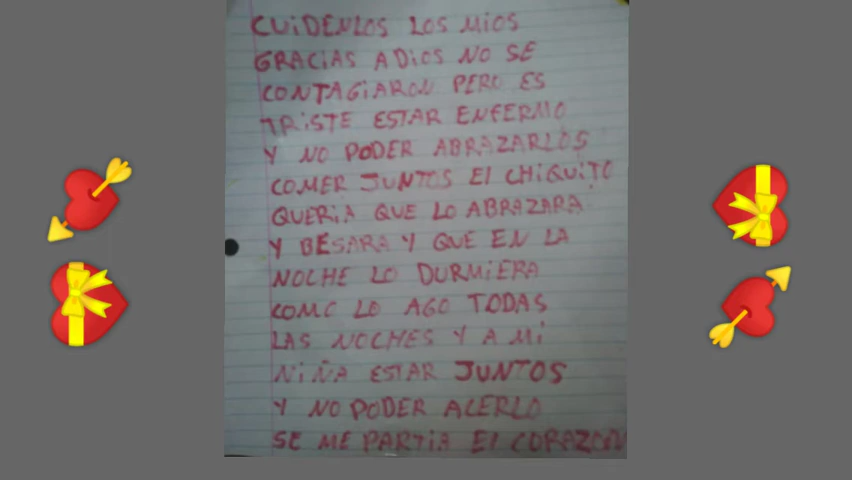 CUiDENLOS LOS MiOS
GRACiAS A DiOS NO SE
CONTAGiARON PERO ES
TRiSTE ESTAR ENFERMO
Y NO PODER ABRAZARLOS
COMER JUNTOS El CHiQUiTO
QUERiA QUE LO ABRAZARA
Y BESARA Y QUE EN LA
NOCHE LO DURMiERA
COMO LO AGO TODAS
LAS NOCHES Y A Mi
NiÑA ESTAR JUNTOS
Y NO PODER ACERLO
SE ME PARTiA El CORAZON